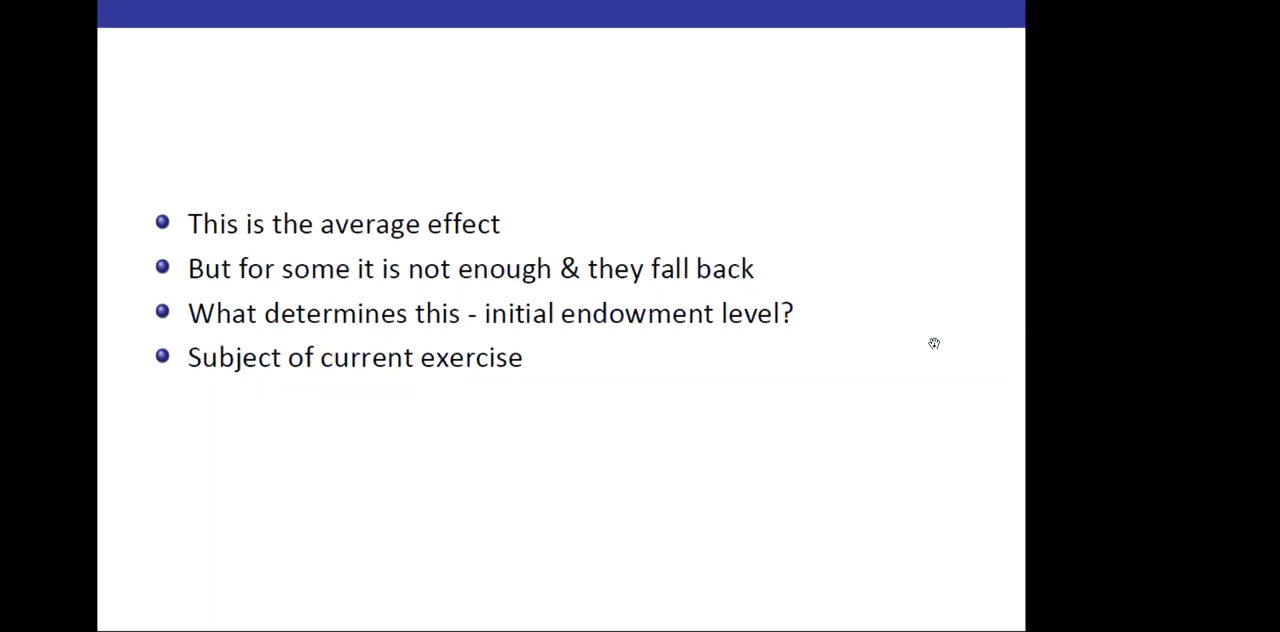 This is the average effect
But for some it is not enough & they fall back
What determines this - initial endowment level?
Subject of current exercise